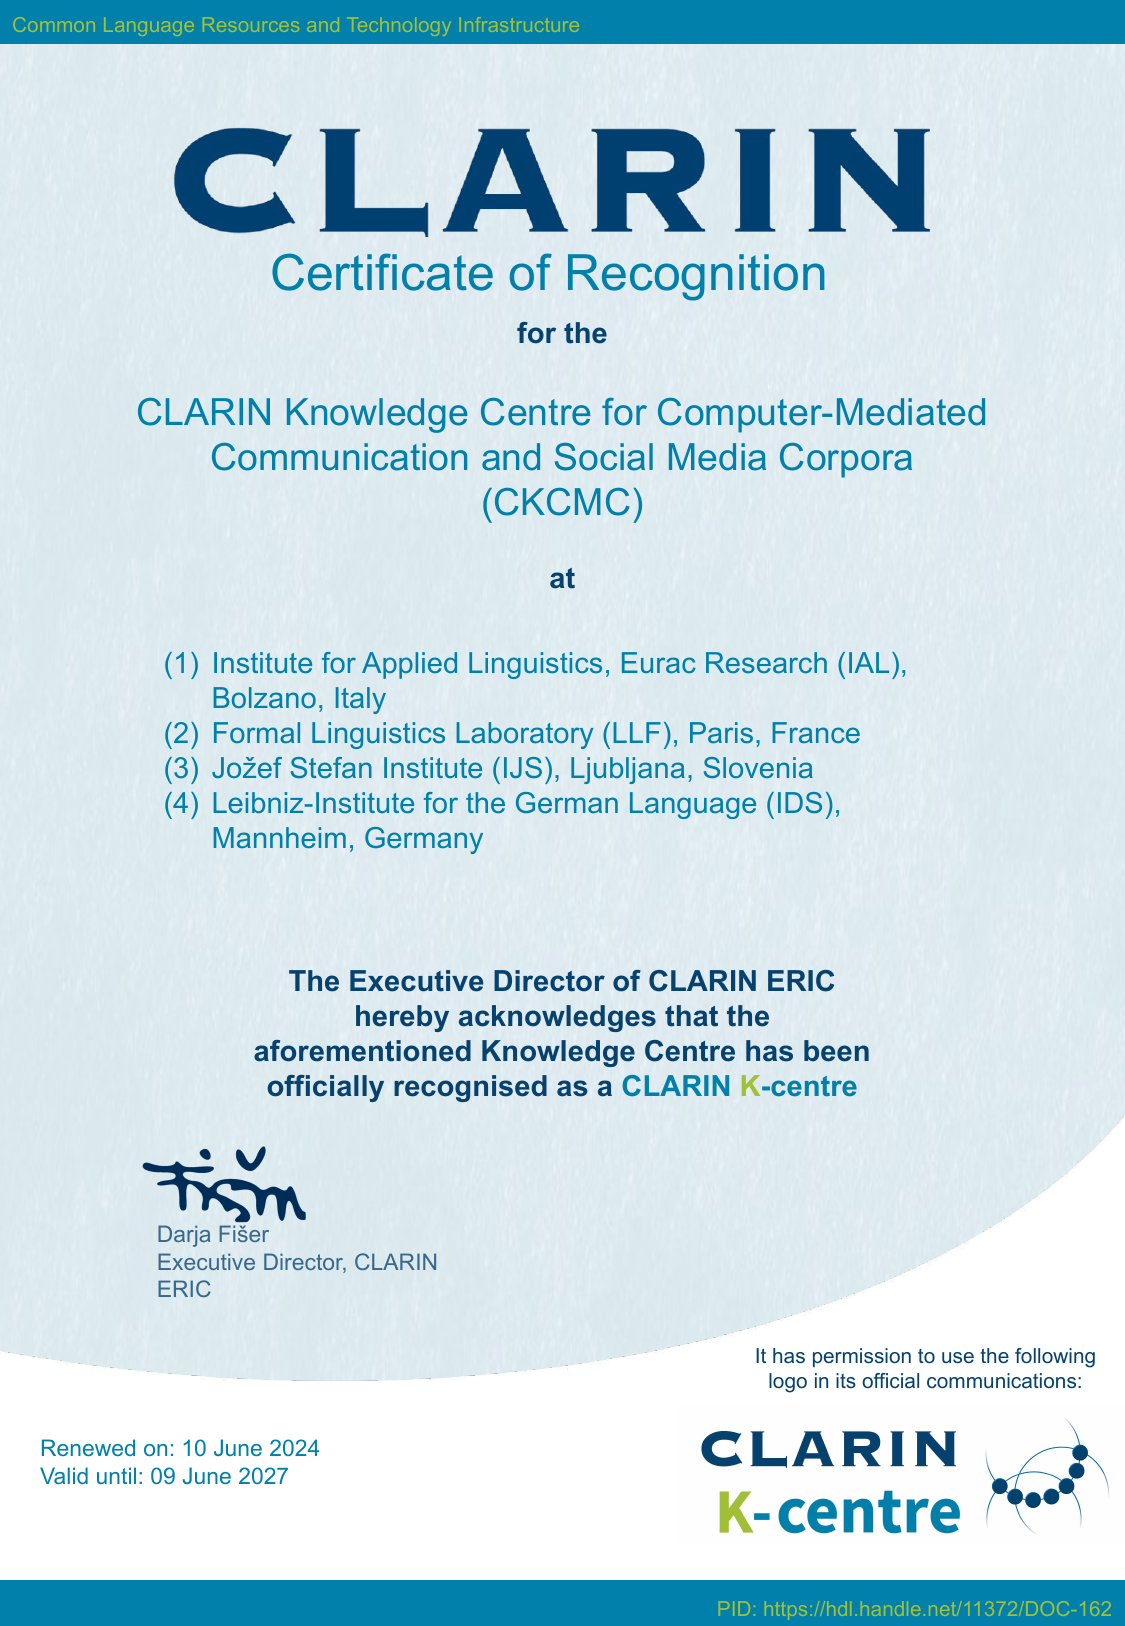 Common Language Resources and Technology Infrastructure
CLARIN
Certificate of Recognition
for the
CLARIN Knowledge Centre for Computer-Mediated
Communication and Social Media Corpora
(CKCMC)
at
(1) Institute for Applied Linguistics, Eurac Research (IAL),
Bolzano, Italy
(2) Formal Linguistics Laboratory (LLF), Paris, France
(3) Jožef Stefan Institute (IJS), Ljubljana, Slovenia
(4) Leibniz-Institute for the German Language (IDS),
Mannheim, Germany
The Executive Director of CLARIN ERIC
hereby acknowledges that the
aforementioned Knowledge Centre has been
officially recognised as a CLARIN K-centre
Fišer
Darja Fišer
Executive Director, CLARIN
ERIC
It has permission to use the following
logo in its official communications:
Renewed on: 10 June 2024
Valid until: 09 June 2027
CLARIN
K-centre
PID: https://hdl.handle.net/11372/DOC-162